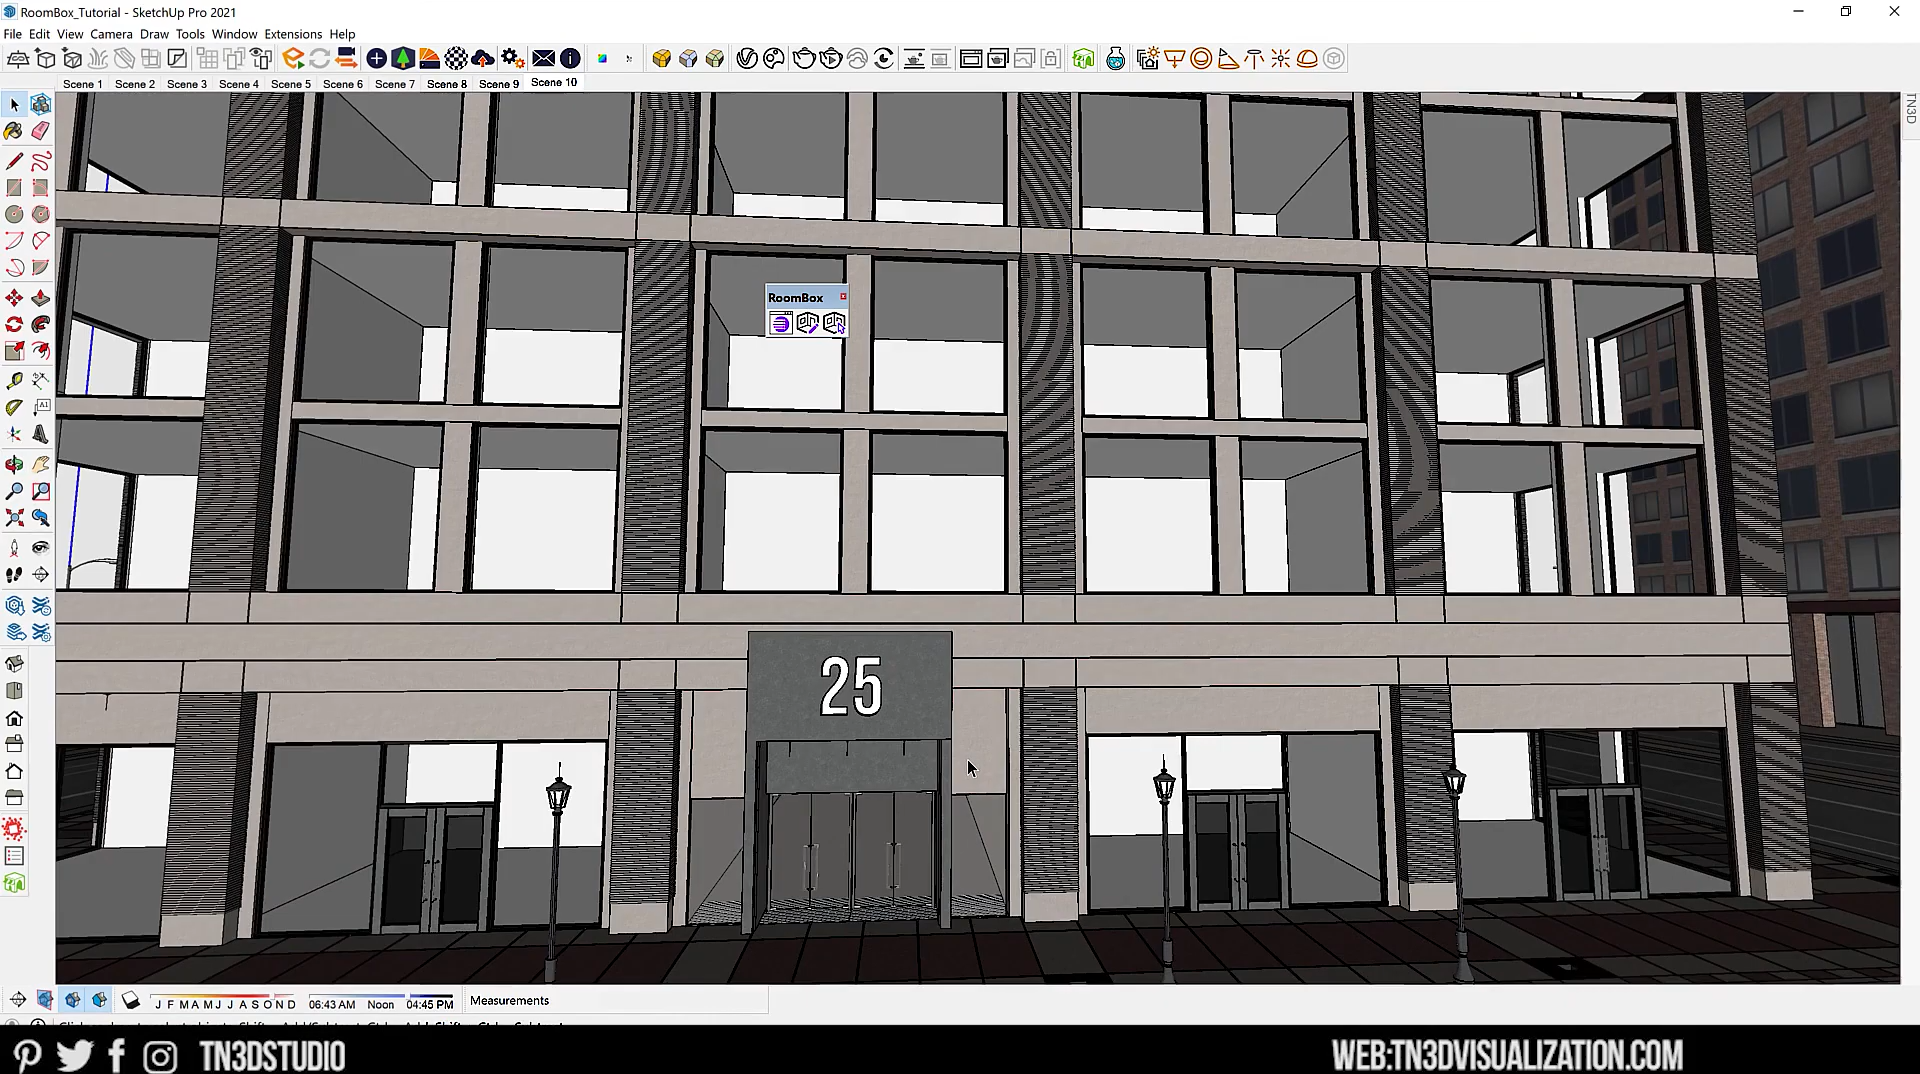 RoomBox_Tutorial - SketchUp Pro 2021
File Edit View Camera Draw Tools Window Extensions Help
Scene 1 Scene 2 Scene 3 Scene 4 Scene 5 Scene 6 Scene 7 Scene 8 Scene 9 Scene 10
TN3D
RoomBox
A1
25
J F M A M J J A S O N D 06:43 AM Noon 04:45 PM Measurements
TN3DSTUDIO WEB:TN3DVISUALIZATION.COM